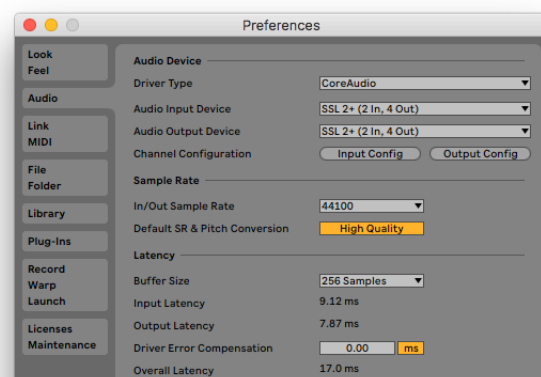 Preferences
Look
Feel
Audio
Link
MIDI
File
Folder
Library
Plug-Ins
Record
Warp
Launch
Licenses
Maintenance
Audio Device
Driver Type CoreAudio
Audio Input Device SSL 2+ (2 In, 4 Out)
Audio Output Device SSL 2+ (2 In, 4 Out)
Channel Configuration Input Config Output Config
Sample Rate
In/Out Sample Rate 44100
Default SR & Pitch Conversion High Quality
Latency
Buffer Size 256 Samples
Input Latency 9.12 ms
Output Latency 7.87 ms
Driver Error Compensation 0.00 ms
Overall Latency 17.0 ms